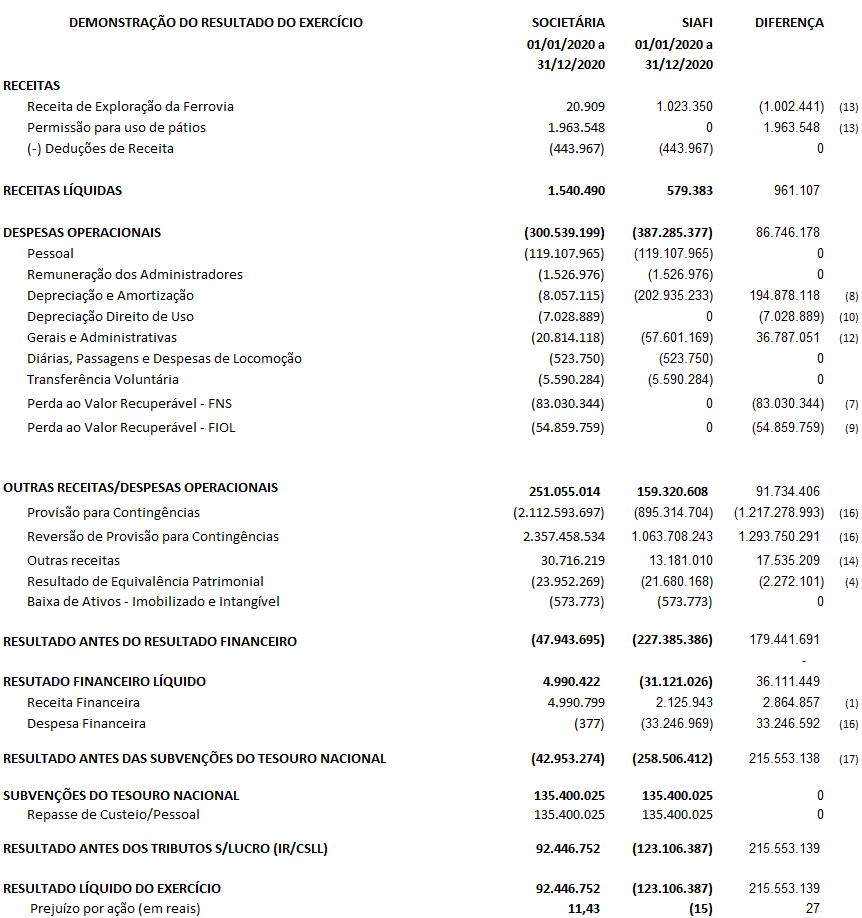 DEMONSTRAÇÃO DO RESULTADO DO EXERCÍCIO SOCIETÁRIA SIAFI DIFERENÇA
01/01/2020 a 01/01/2020 a
31/12/2020 31/12/2020
RECEITAS
Receita de Exploração da Ferrovia 20.909 1.023.350 (1.002.441) (13)
Permissão para uso de pátios 1.963.548 0 1.963.548 (13)
(-) Deduções de Receita (443.967) (443.967) 0
RECEITAS LÍQUIDAS 1.540.490 579.383 961.107
DESPESAS OPERACIONAIS (300.539.199) (387.285.377) 86.746.178
Pessoal (119.107.965) (119.107.965) 0
Remuneração dos Administradores (1.526.976) (1.526.976) 0
Depreciação e Amortização (8.057.115) (202.935.233) 194.878.118 (8)
Depreciação Direito de Uso (7.028.889) 0 (7.028.889) (10)
Gerais e Administrativas (20.814.118) (57.601.169) 36.787.051 (12)
Diárias, Passagens e Despesas de Locomoção (523.750) (523.750) 0
Transferência Voluntária (5.590.284) (5.590.284) 0
Perda ao Valor Recuperável - FNS (83.030.344) 0 (83.030.344) (7)
Perda ao Valor Recuperável - FIOL (54.859.759) 0 (54.859.759) (9)
OUTRAS RECEITAS/DESPESAS OPERACIONAIS 251.055.014 159.320.608 91.734.406
Provisão para Contingências (2.112.593.697) (895.314.704) (1.217.278.993) (16)
Reversão de Provisão para Contingências 2.357.458.534 1.063.708.243 1.293.750.291 (16)
Outras receitas 30.716.219 13.181.010 17.535.209 (14)
Resultado de Equivalência Patrimonial (23.952.269) (21.680.168) (2.272.101) (4)
Baixa de Ativos - Imobilizado e Intangível (573.773) (573.773) 0
RESULTADO ANTES DO RESULTADO FINANCEIRO (47.943.695) (227.385.386) 179.441.691
-
RESUTADO FINANCEIRO LÍQUIDO 4.990.422 (31.121.026) 36.111.449
Receita Financeira 4.990.799 2.125.943 2.864.857 (1)
Despesa Financeira (377) (33.246.969) 33.246.592 (16)
RESULTADO ANTES DAS SUBVENÇÕES DO TESOURO NACIONAL (42.953.274) (258.506.412) 215.553.138 (17)
SUBVENÇÕES DO TESOURO NACIONAL 135.400.025 135.400.025 0
Repasse de Custeio/Pessoal 135.400.025 135.400.025 0
RESULTADO ANTES DOS TRIBUTOS S/LUCRO (IR/CSLL) 92.446.752 (123.106.387) 215.553.139
RESULTADO LÍQUIDO DO EXERCÍCIO 92.446.752 (123.106.387) 215.553.139
Prejuízo por ação (em reais) 11,43 (15) 27